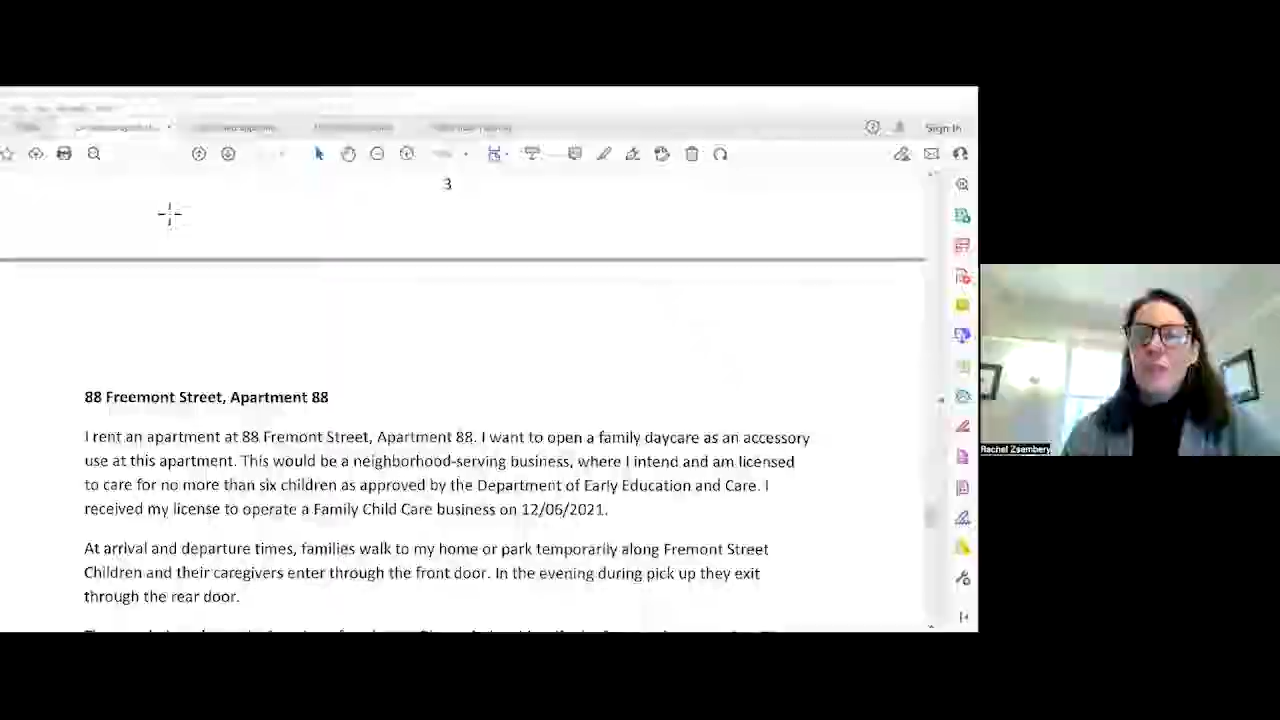 Sign In
3
88 Freemont Street, Apartment 88
I rent an apartment at 88 Fremont Street, Apartment 88. I want to open a family daycare as an accessory
use at this apartment. This would be a neighborhood-serving business, where I intend and am licensed
to care for no more than six children as approved by the Department of Early Education and Care. I
received my license to operate a Family Child Care business on 12/06/2021.
At arrival and departure times, families walk to my home or park temporarily along Fremont Street
Children and their caregivers enter through the front door. In the evening during pick up they exit
through the rear door.
Rachel Zsembery